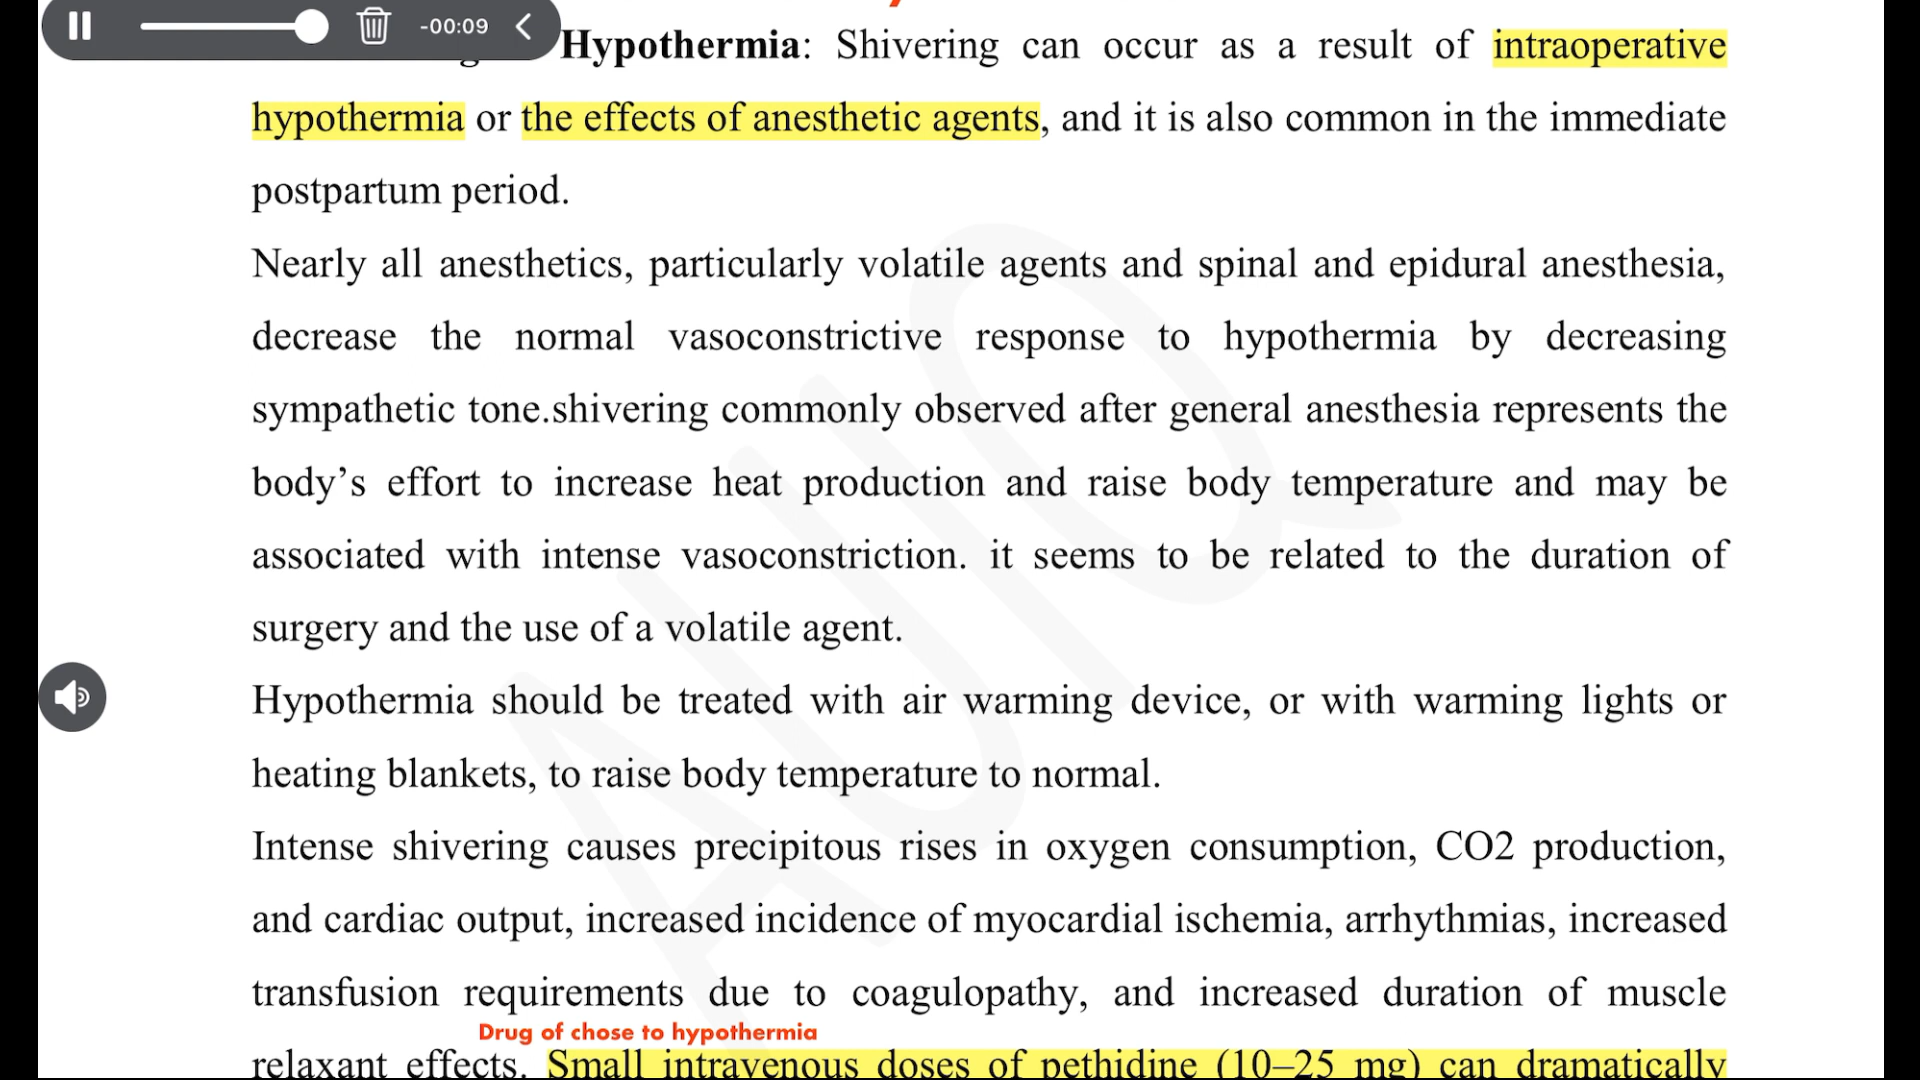 -00:09
Hypothermia: Shivering can occur as a result of intraoperative
hypothermia or the effects of anesthetic agents, and it is also common in the immediate
postpartum period.
Nearly all anesthetics, particularly volatile agents and spinal and epidural anesthesia,
decrease the normal vasoconstrictive response to hypothermia by decreasing
sympathetic tone.shivering commonly observed after general anesthesia represents the
body’s effort to increase heat production and raise body temperature and may be
associated with intense vasoconstriction. it seems to be related to the duration of
surgery and the use of a volatile agent.
Hypothermia should be treated with air warming device, or with warming lights or
heating blankets, to raise body temperature to normal.
Intense shivering causes precipitous rises in oxygen consumption, CO2 production,
and cardiac output, increased incidence of myocardial ischemia, arrhythmias, increased
transfusion requirements due to coagulopathy, and increased duration of muscle
Drug of chose to hypothermia
relaxant effects. Small intravenous doses of pethidine (10–25 mg) can dramatically
AUIQ